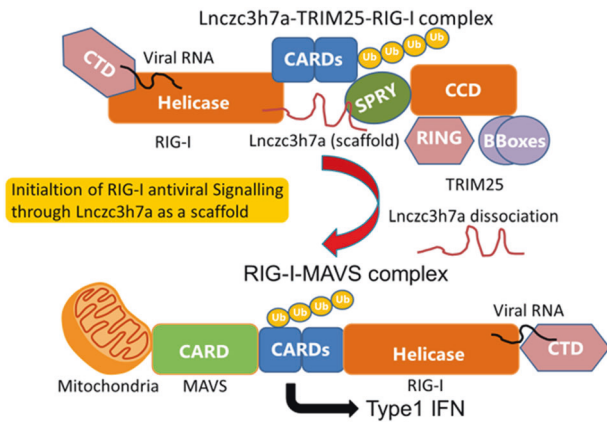 Lnczc3h7a-TRIM25-RIG-I complex
CTD
Viral RNA
CARDs
Ub Ub Ub Ub
Helicase
SPRY
CCD
RIG-I
Lnczc3h7a (scaffold)
RING
BBoxes
TRIM25
Initialtion of RIG-I antiviral Signalling
through Lnczc3h7a as a scaffold
Lnczc3h7a dissociation
RIG-I-MAVS complex
Ub Ub Ub Ub
Viral RNA
CARD
CARDs
Helicase
CTD
Mitochondria
MAVS
RIG-I
Type1 IFN